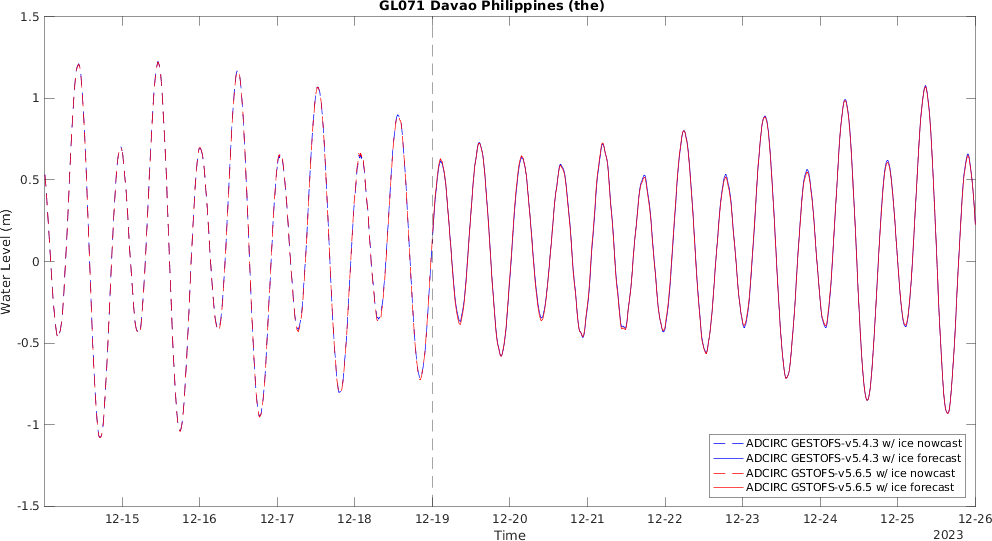 GL071 Davao Philippines (the)
1.5
1
0.5
0
-0.5
-1
-1.5
Water Level (m)
ADCIRC GESTOFS-v5.4.3 w/ ice nowcast
ADCIRC GESTOFS-v5.4.3 w/ ice forecast
ADCIRC GSTOFS-v5.6.5 w/ ice nowcast
ADCIRC GSTOFS-v5.6.5 w/ ice forecast
12-15 12-16 12-17 12-18 12-19 12-20 12-21 12-22 12-23 12-24 12-25 12-26
Time
2023